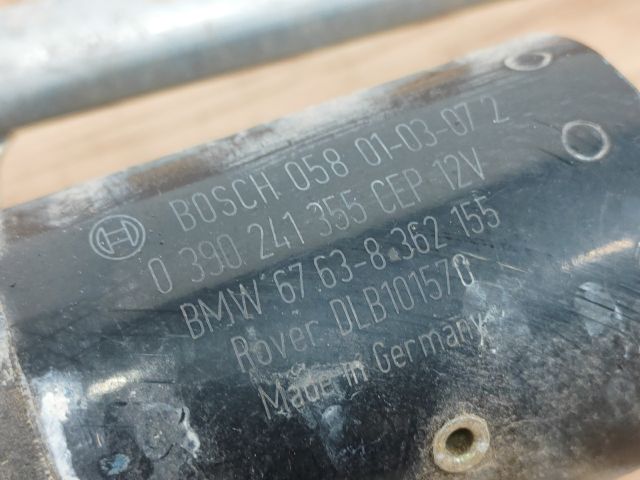 BOSCH 058 01-03-07 2
0 390 241 355 CEP 12V
BMW 67 63-8 362 155
Rover DLB101570
Made in Germany